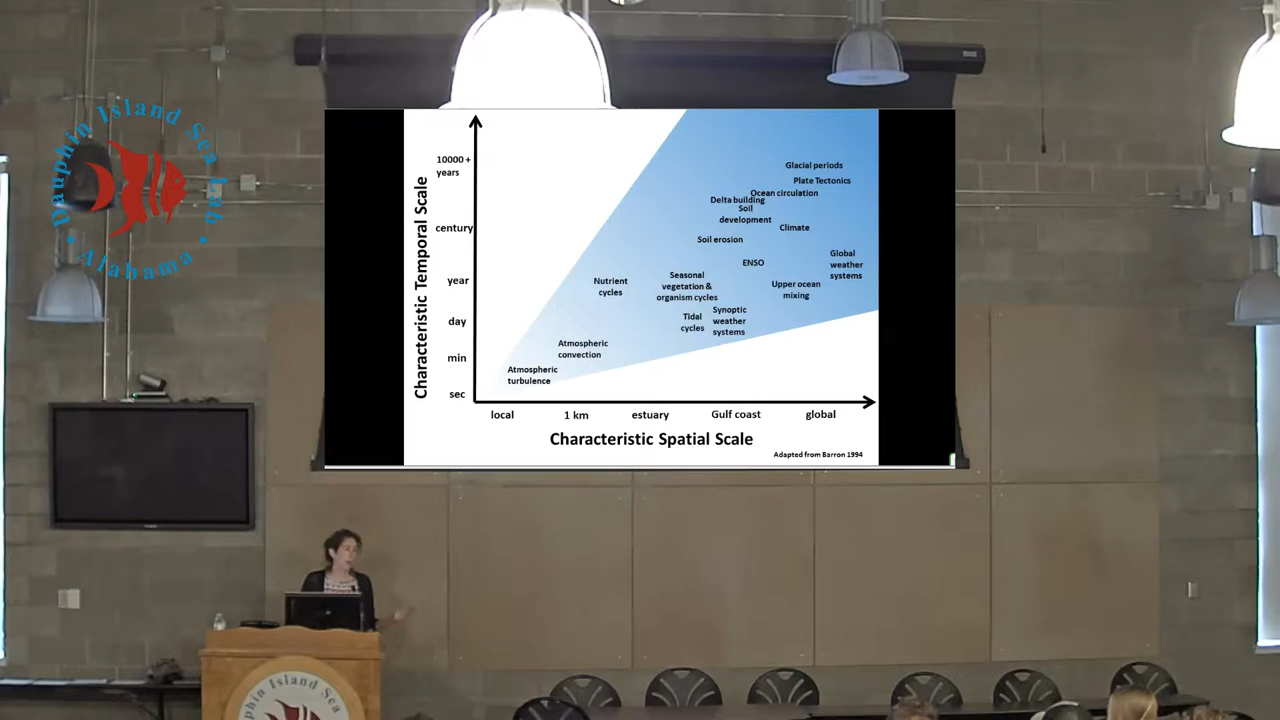 Dauphin Island Sea Lab
Alabama
Characteristic Temporal Scale
10000 +
years
century
year
day
min
sec
Glacial periods
Plate Tectonics
Ocean circulation
Delta building
Soil
development
Climate
Soil erosion
ENSO
Global
weather
systems
Nutrient
cycles
Seasonal
vegetation &
organism cycles
Upper ocean
mixing
Tidal
cycles
Synoptic
weather
systems
Atmospheric
convection
Atmospheric
turbulence
local
1 km
estuary
Gulf coast
global
Characteristic Spatial Scale
Adapted from Barron 1994
Dauphin Island Sea